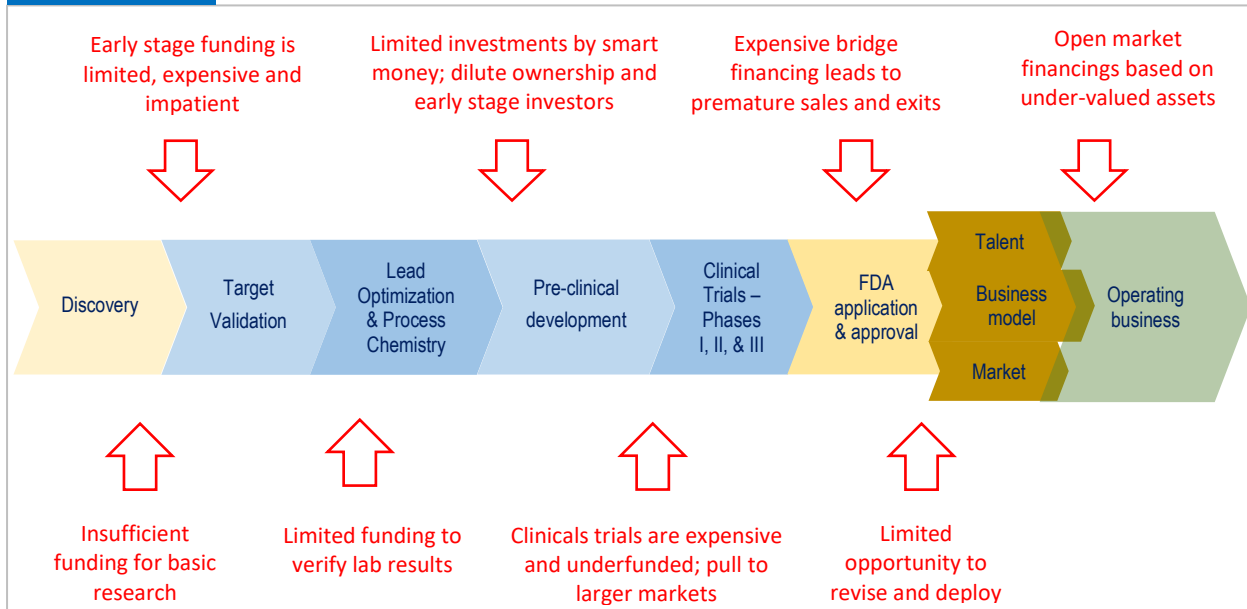 Early stage funding is
limited, expensive and
impatient
Limited investments by smart
money; dilute ownership and
early stage investors
Expensive bridge
financing leads to
premature sales and exits
Open market
financings based on
under-valued assets
Discovery
Target
Validation
Lead
Optimization
& Process
Chemistry
Pre-clinical
development
Clinical
Trials –
Phases
I, II, & III
FDA
application
& approval
Talent
Business
model
Market
Operating
business
Insufficient
funding for basic
research
Limited funding to
verify lab results
Clinicals trials are expensive
and underfunded; pull to
larger markets
Limited
opportunity to
revise and deploy